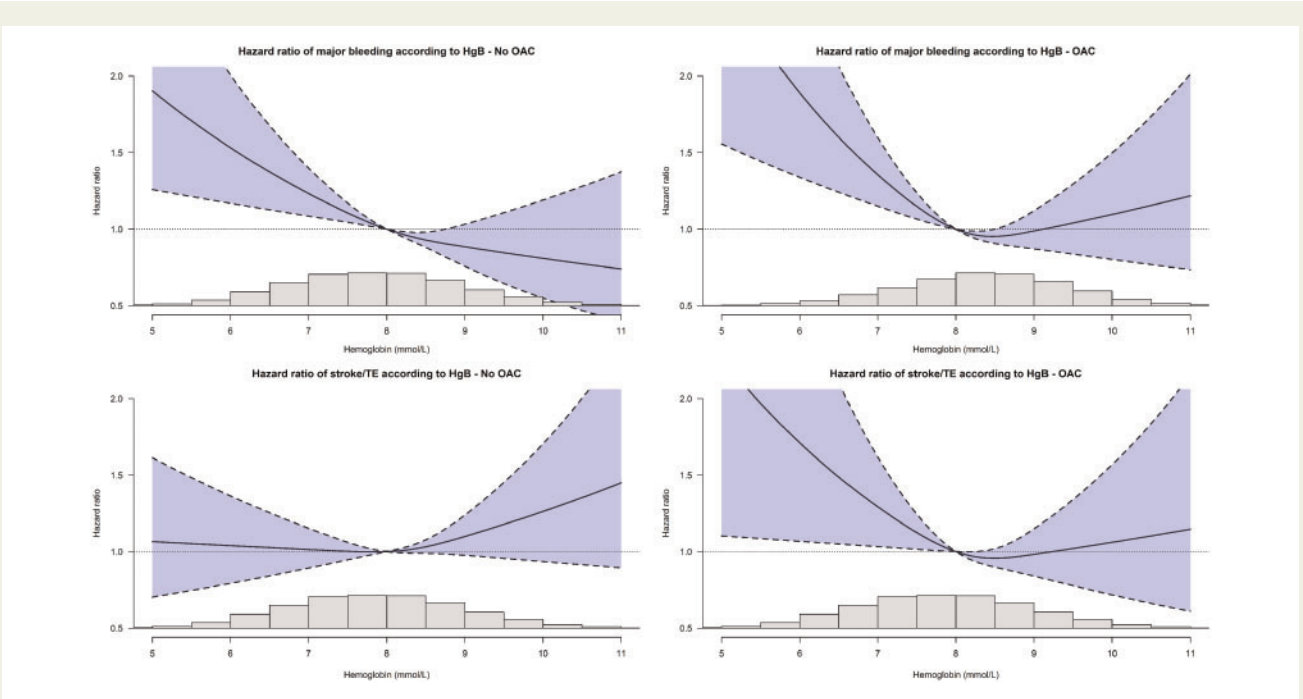 Hazard ratio of major bleeding according to HgB - No OAC
2.0
1.5
1.0
0.5
Hazard ratio
5 6 7 8 9 10 11
Hemoglobin (mmol/L)
Hazard ratio of major bleeding according to HgB - OAC
2.0
1.5
1.0
0.5
Hazard ratio
5 6 7 8 9 10 11
Hemoglobin (mmol/L)
Hazard ratio of stroke/TE according to HgB - No OAC
2.0
1.5
1.0
0.5
Hazard ratio
5 6 7 8 9 10 11
Hemoglobin (mmol/L)
Hazard ratio of stroke/TE according to HgB - OAC
2.0
1.5
1.0
0.5
Hazard ratio
5 6 7 8 9 10 11
Hemoglobin (mmol/L)